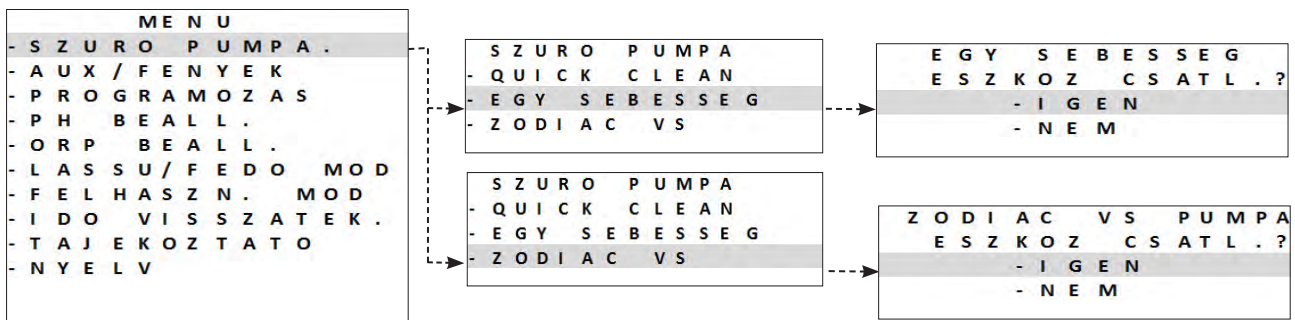 MENU
- SZURO PUMPA.
- AUX/FENYEK
- PROGRAMOZAS
- PH BEALL.
- ORP BEALL.
- LASSU/FEDO MOD
- FELHASZN. MOD
- IDO VISSZATEK.
- TAJEKOZTATO
- NYELV
SZURO PUMPA
- QUICK CLEAN
- EGY SEBESSEG
- ZODIAC VS
EGY SEBESSEG
ESZKOZ CSATL.?
- IGEN
- NEM
SZURO PUMPA
- QUICK CLEAN
- EGY SEBESSEG
- ZODIAC VS
ZODIAC VS PUMPA
ESZKOZ CSATL.?
- IGEN
- NEM